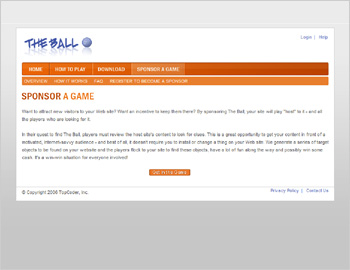 THE BALL
Login | Help
HOME HOW TO PLAY DOWNLOAD SPONSOR A GAME
OVERVIEW HOW IT WORKS FAQ REGISTER TO BECOME A SPONSOR
SPONSOR A GAME
Want to attract new visitors to your Web site? Want an incentive to keep them there? By sponsoring The Ball, your site will play "host" to it - and all
the players who are looking for it.
In their quest to find The Ball, players must review the host site's content to look for clues. This is a great opportunity to get your content in front of a
motivated, internet-savvy audience - and best of all, it doesn't require you to install or change a thing on your Web site. We generate a series of target
objects to be found on your website and the players flock to your site to find these objects, have a lot of fun along the way and possibly win some
cash. It's a win-win situation for everyone involved!
© Copyright 2006 TopCoder, Inc.
Privacy Policy | Contact Us